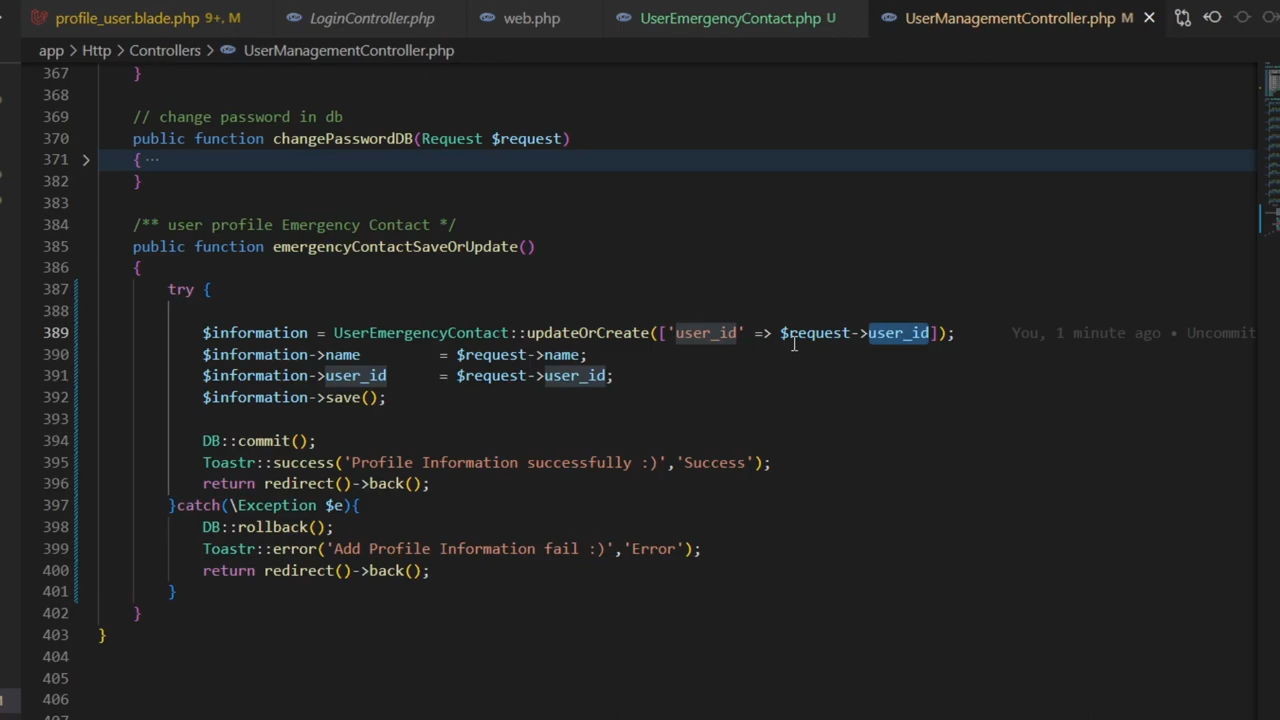 profile_user.blade.php 9+, M LoginController.php web.php UserEmergencyContact.php U UserManagementController.php M
app > Http > Controllers > UserManagementController.php
367 }
368
369 // change password in db
370 public function changePasswordDB(Request $request)
371 { ...
382 }
383
384 /** user profile Emergency Contact */
385 public function emergencyContactSaveOrUpdate()
386 {
387 try {
388
389 $information = UserEmergencyContact::updateOrCreate(['user_id' => $request->user_id]); You, 1 minute ago • Uncommit
390 $information->name = $request->name;
391 $information->user_id = $request->user_id;
392 $information->save();
393
394 DB::commit();
395 Toastr::success('Profile Information successfully :)','Success');
396 return redirect()->back();
397 }catch(\Exception $e){
398 DB::rollback();
399 Toastr::error('Add Profile Information fail :)','Error');
400 return redirect()->back();
401 }
402 }
403 }
404
405
406